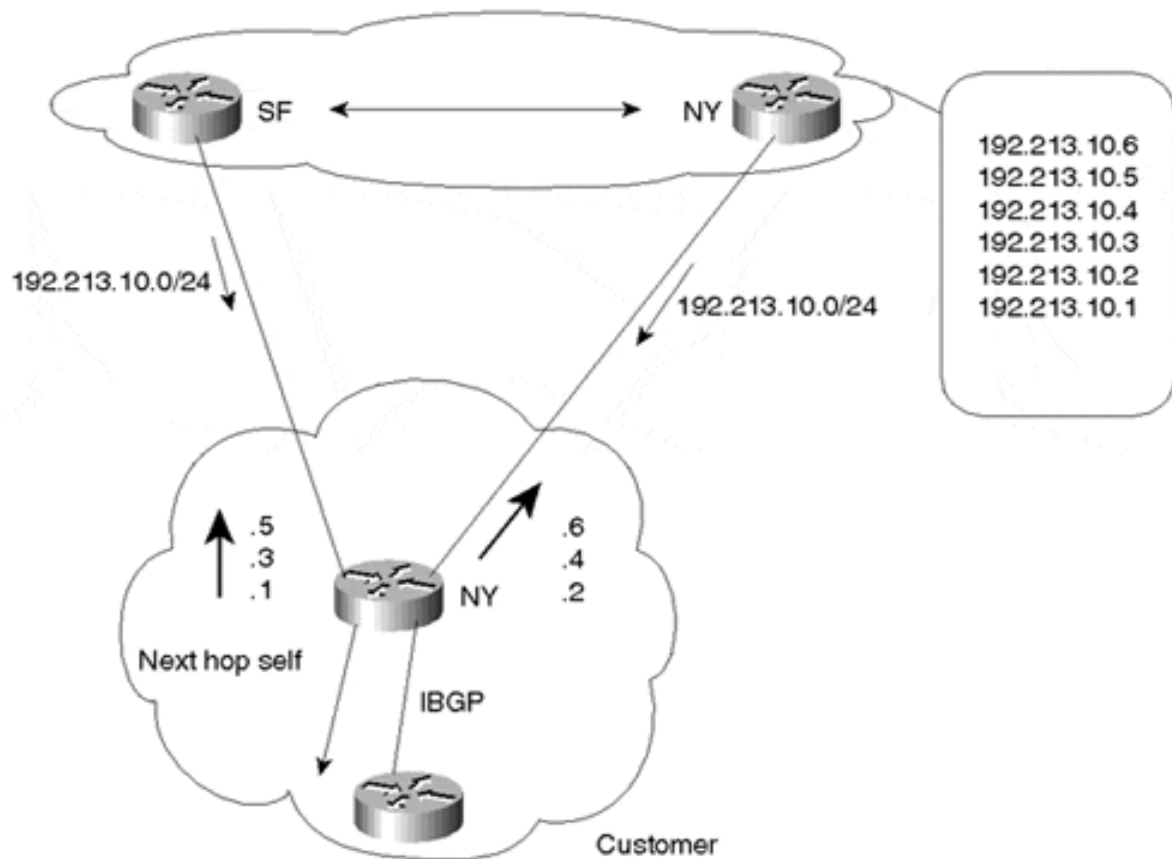 SF
NY
192.213.10.6
192.213.10.5
192.213.10.4
192.213.10.3
192.213.10.2
192.213.10.1
192.213.10.0/24
192.213.10.0/24
.5
.3
.1
.6
.4
.2
NY
Next hop self
IBGP
Customer